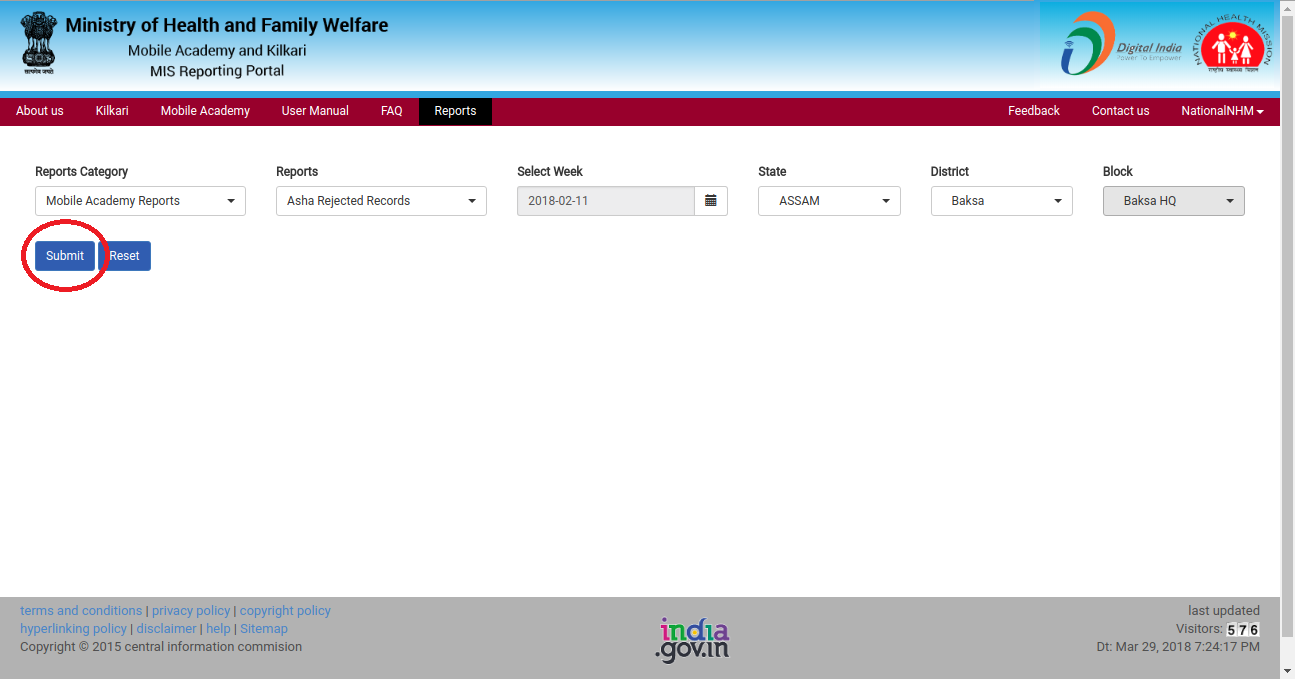 Ministry of Health and Family Welfare
Mobile Academy and Kilkari
MIS Reporting Portal
सत्यमेव जयते
Digital India
Power To Empower
NATIONAL HEALTH MISSION
राष्ट्रीय स्वास्थ्य मिशन
About us Kilkari Mobile Academy User Manual FAQ Reports Feedback Contact us NationalNHM
Reports Category Reports Select Week State District Block
Mobile Academy Reports Asha Rejected Records 2018-02-11 ASSAM Baksa Baksa HQ
Submit Reset
terms and conditions | privacy policy | copyright policy
hyperlinking policy | disclaimer | help | Sitemap
Copyright © 2015 central information commision
india
.gov.in
last updated
Visitors: 576
Dt: Mar 29, 2018 7:24:17 PM